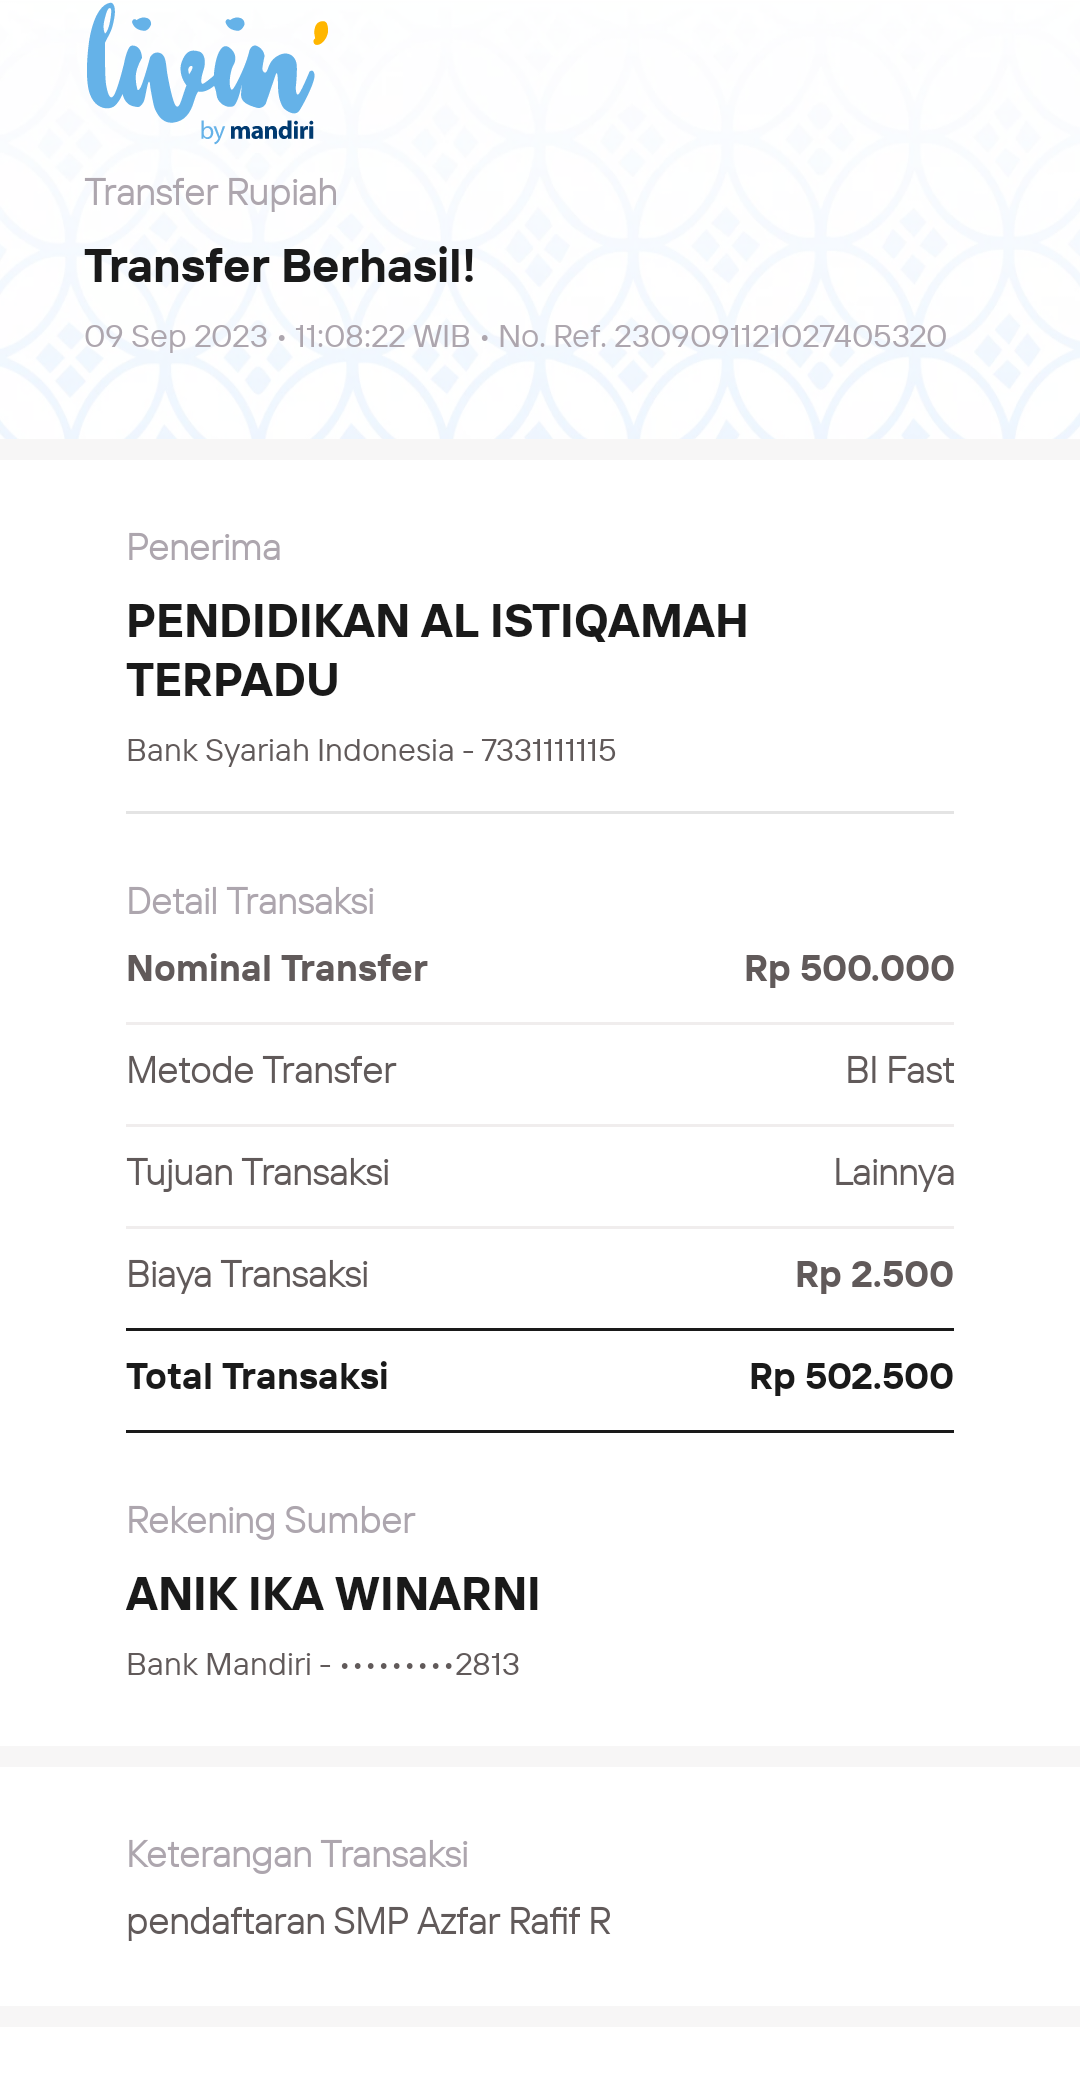 livin'
by mandiri
Transfer Rupiah
Transfer Berhasil!
09 Sep 2023 • 11:08:22 WIB • No. Ref. 2309091121027405320
Penerima
PENDIDIKAN AL ISTIQAMAH
TERPADU
Bank Syariah Indonesia - 7331111115
Detail Transaksi
Nominal Transfer Rp 500.000
Metode Transfer BI Fast
Tujuan Transaksi Lainnya
Biaya Transaksi Rp 2.500
Total Transaksi Rp 502.500
Rekening Sumber
ANIK IKA WINARNI
Bank Mandiri - •••••••••2813
Keterangan Transaksi
pendaftaran SMP Azfar Rafif R